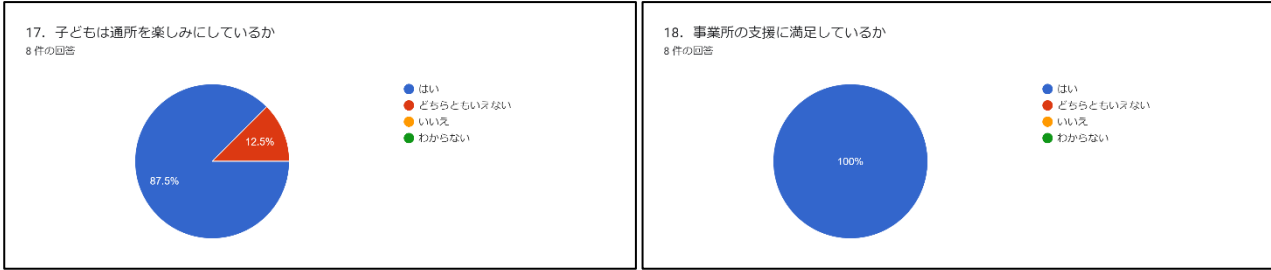 17. 子どもは通所を楽しみにしているか
8 件の回答
はい
どちらともいえない
いいえ
わからない
12.5%
87.5%
18. 事業所の支援に満足しているか
8 件の回答
はい
どちらともいえない
いいえ
わからない
100%